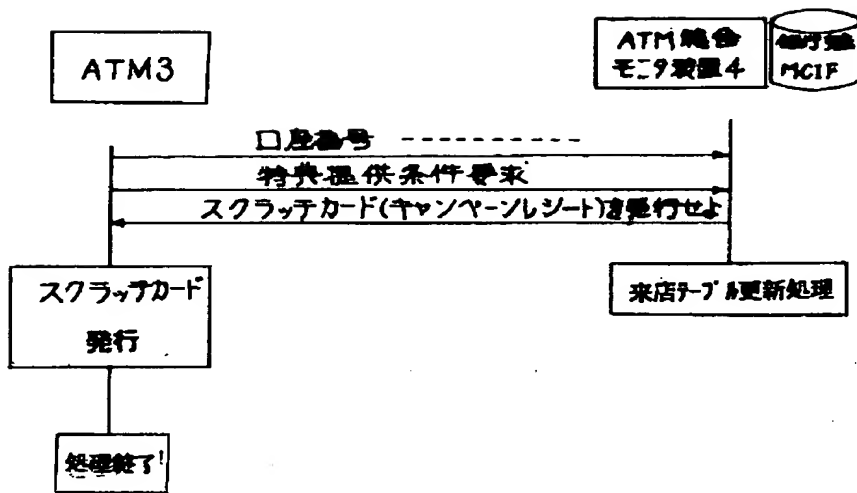 ATM3
ATM総合
モニタ装置4
MCIF
口座番号
特典提供条件要求
スクラッチカード(キャンペーンレシート)を発行せよ
スクラッチカード
発行
来店テーブル更新処理
処理終了